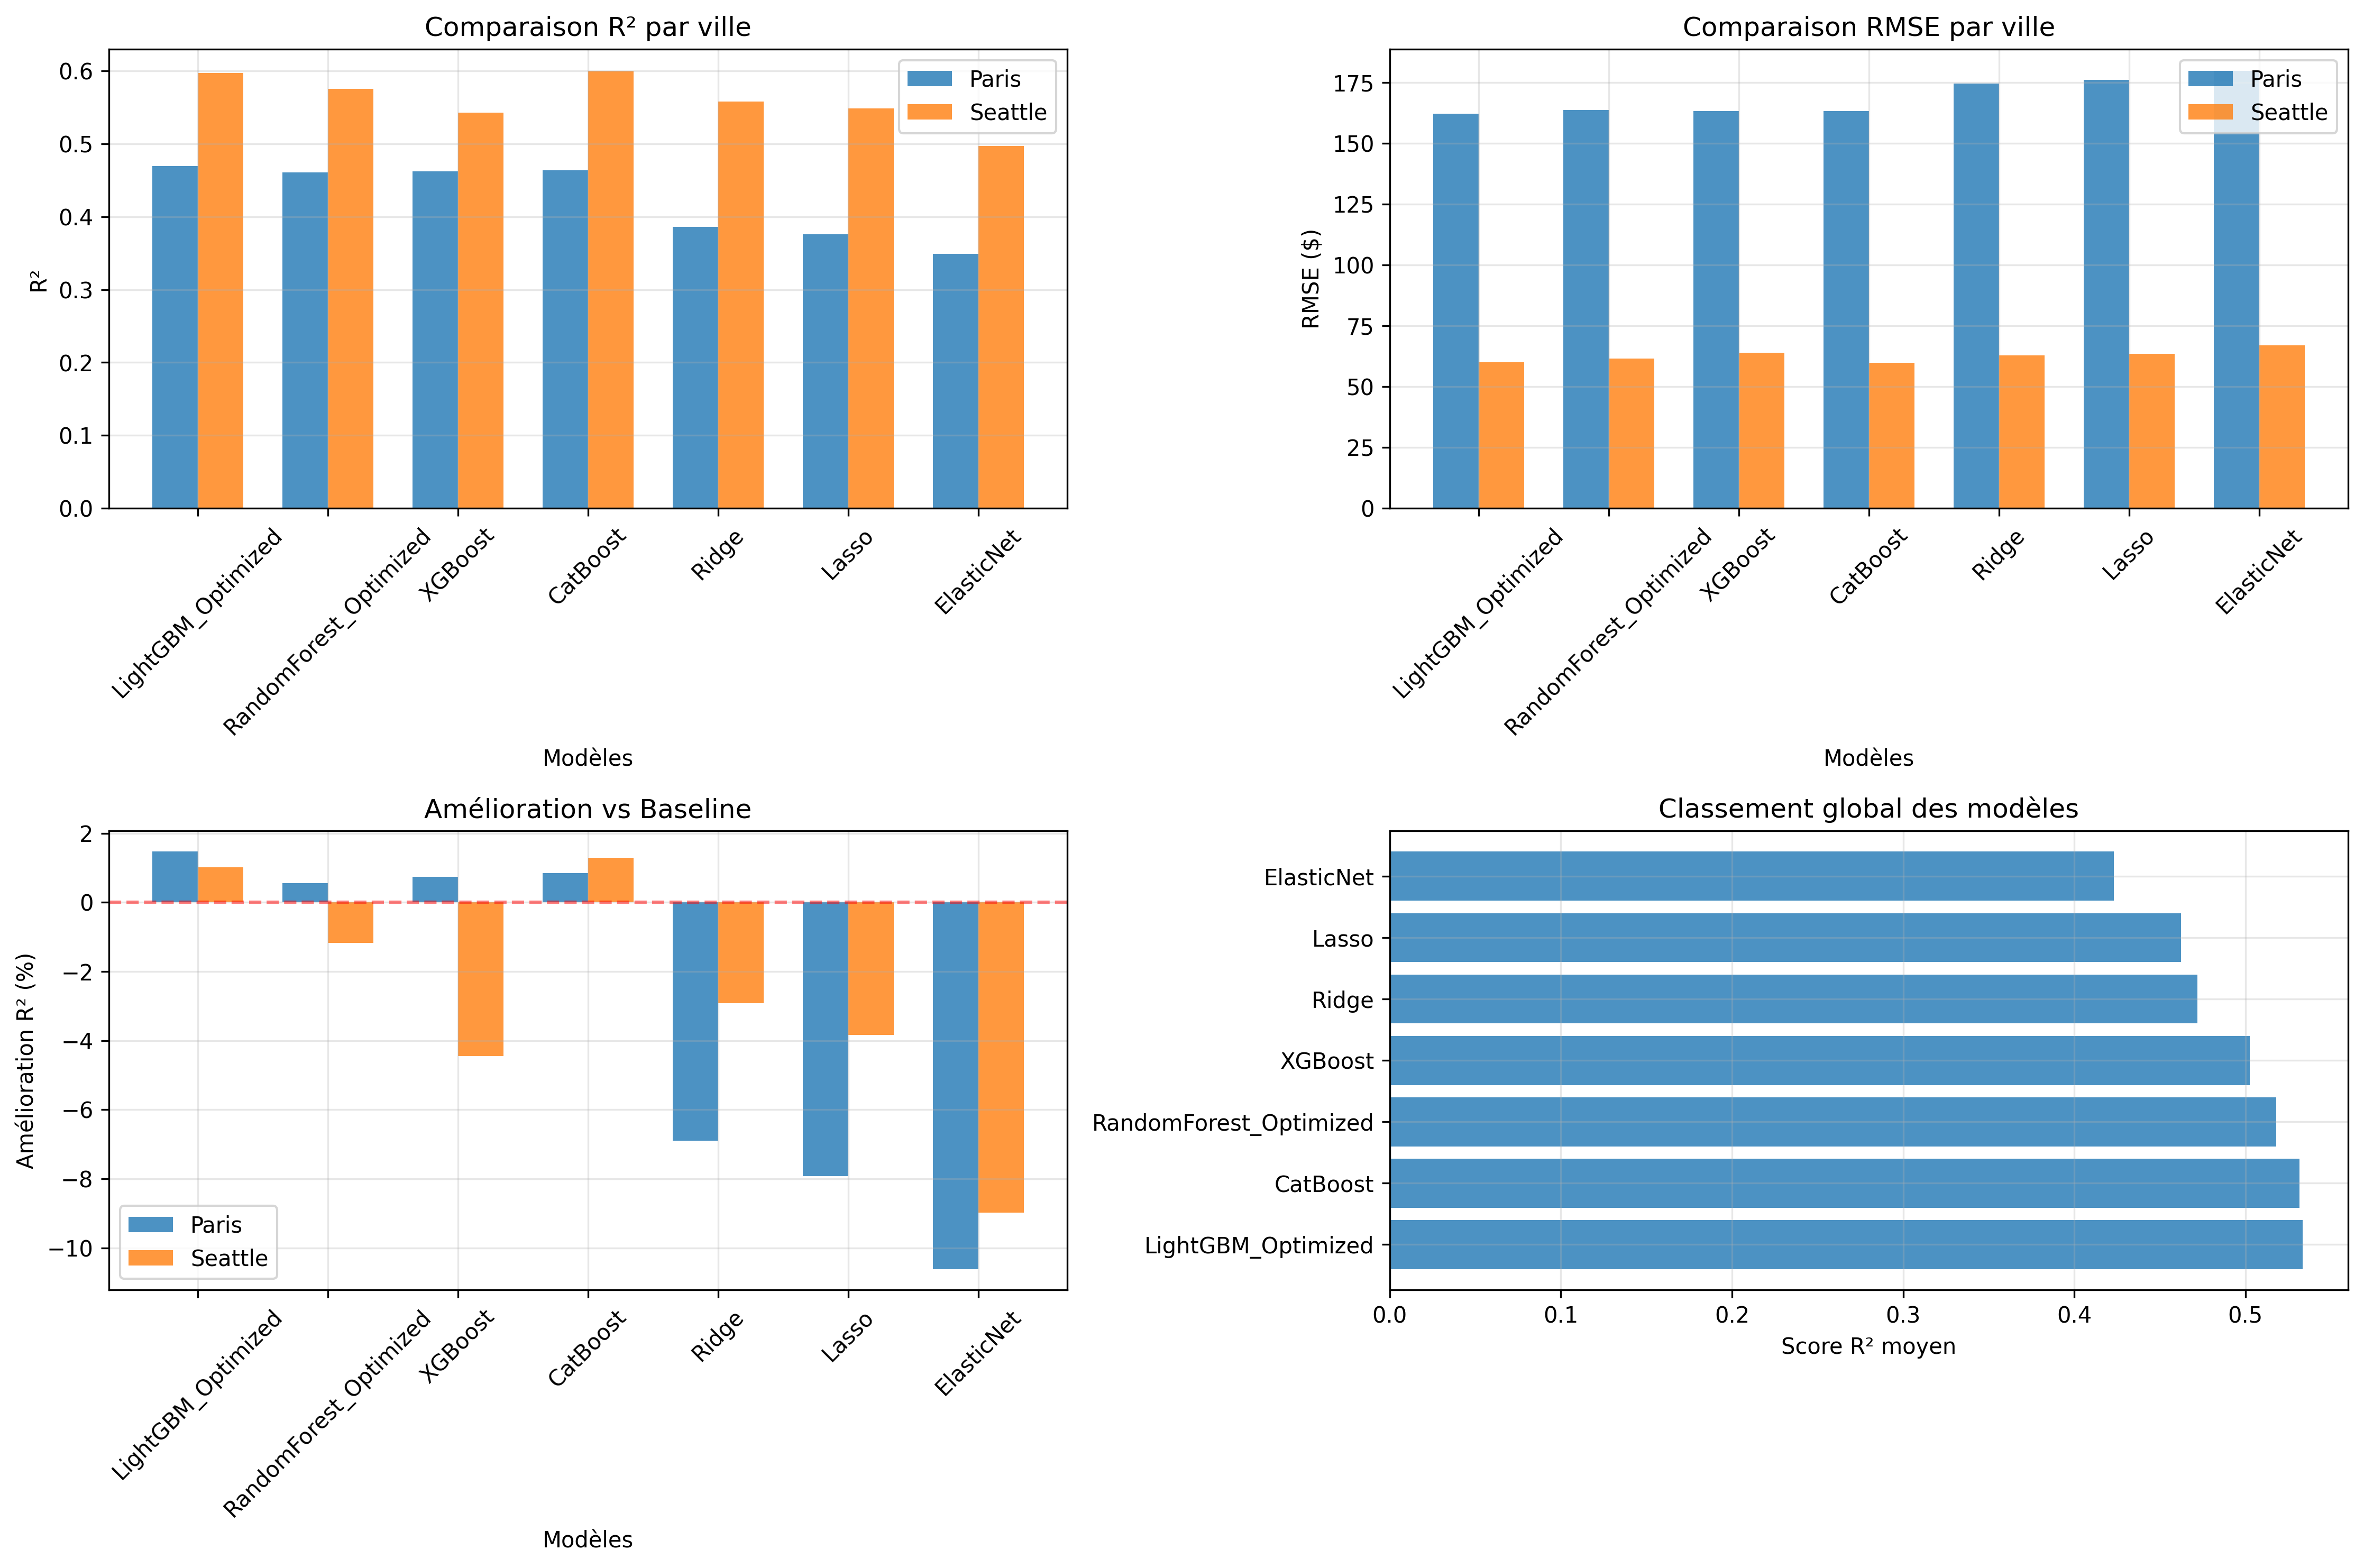 Comparaison R² par ville
R²
0.6
0.5
0.4
0.3
0.2
0.1
0.0
Paris
Seattle
LightGBM_Optimized
RandomForest_Optimized
XGBoost
CatBoost
Ridge
Lasso
ElasticNet
Modèles
Comparaison RMSE par ville
RMSE ($)
175
150
125
100
75
50
25
0
Paris
Seattle
LightGBM_Optimized
RandomForest_Optimized
XGBoost
CatBoost
Ridge
Lasso
ElasticNet
Modèles
Amélioration vs Baseline
Amélioration R² (%)
2
0
−2
−4
−6
−8
−10
Paris
Seattle
LightGBM_Optimized
RandomForest_Optimized
XGBoost
CatBoost
Ridge
Lasso
ElasticNet
Modèles
Classement global des modèles
ElasticNet
Lasso
Ridge
XGBoost
RandomForest_Optimized
CatBoost
LightGBM_Optimized
0.0 0.1 0.2 0.3 0.4 0.5
Score R² moyen